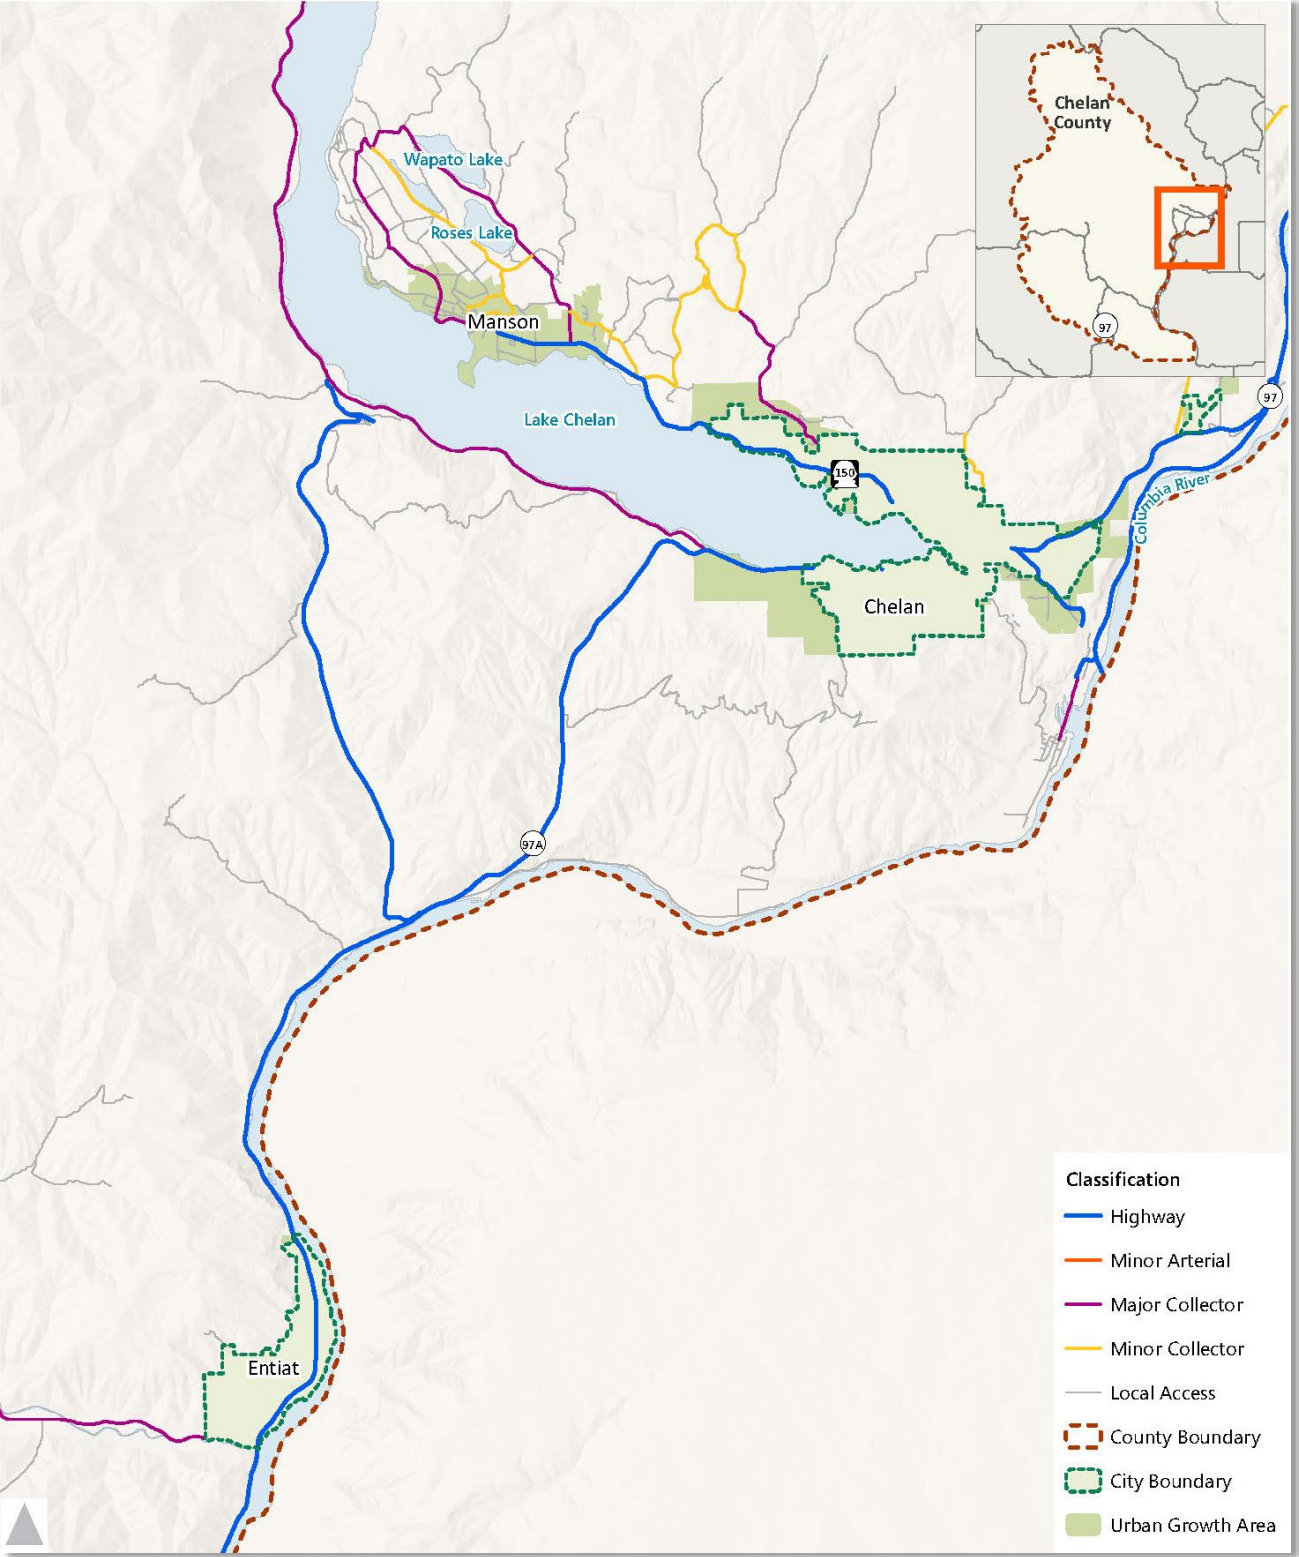 Chelan
County
97
Wapato Lake
Roses Lake
Manson
97
Lake Chelan
150
Columbia River
Chelan
97A
Entiat
Classification
Highway
Minor Arterial
Major Collector
Minor Collector
Local Access
County Boundary
City Boundary
Urban Growth Area